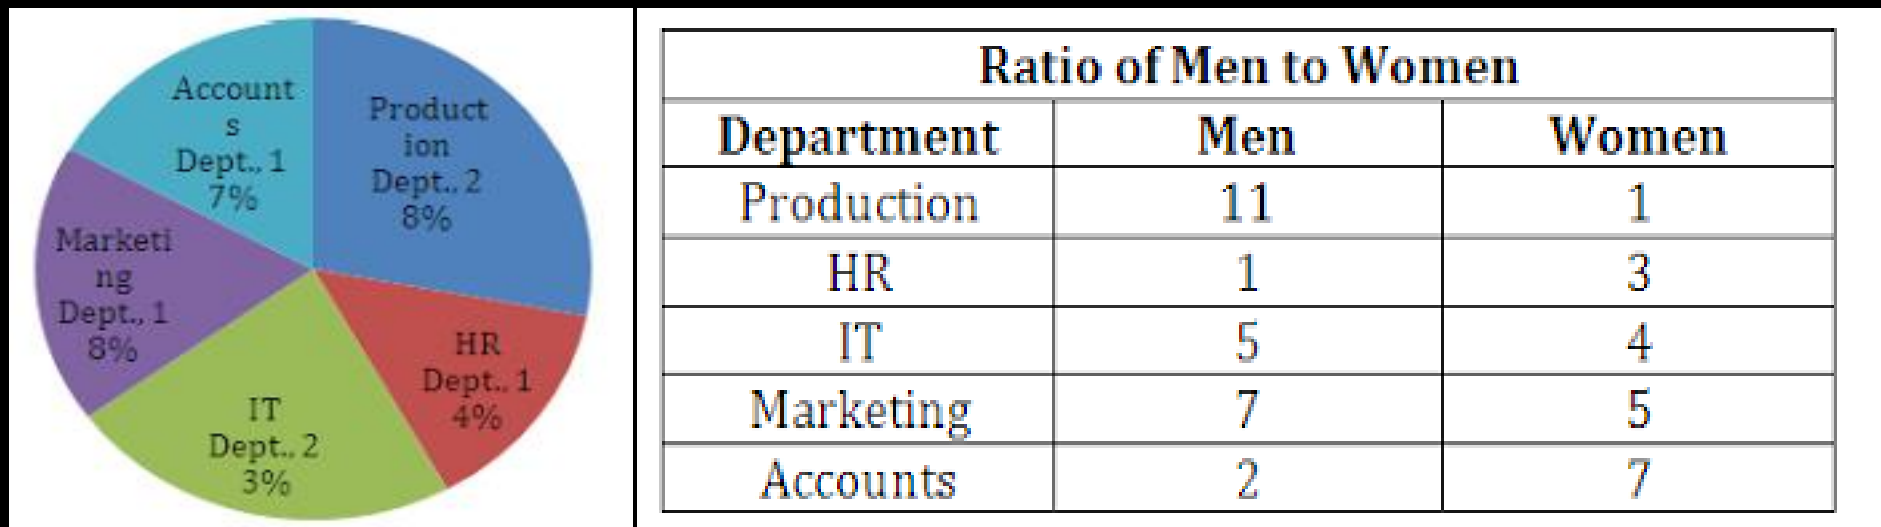 Account
s
Dept., 1
7%
Product
ion
Dept., 2
8%
Marketi
ng
Dept., 1
8%
HR
Dept., 1
4%
IT
Dept., 2
3%
Ratio of Men to Women
Department Men Women
Production 11 1
HR 1 3
IT 5 4
Marketing 7 5
Accounts 2 7